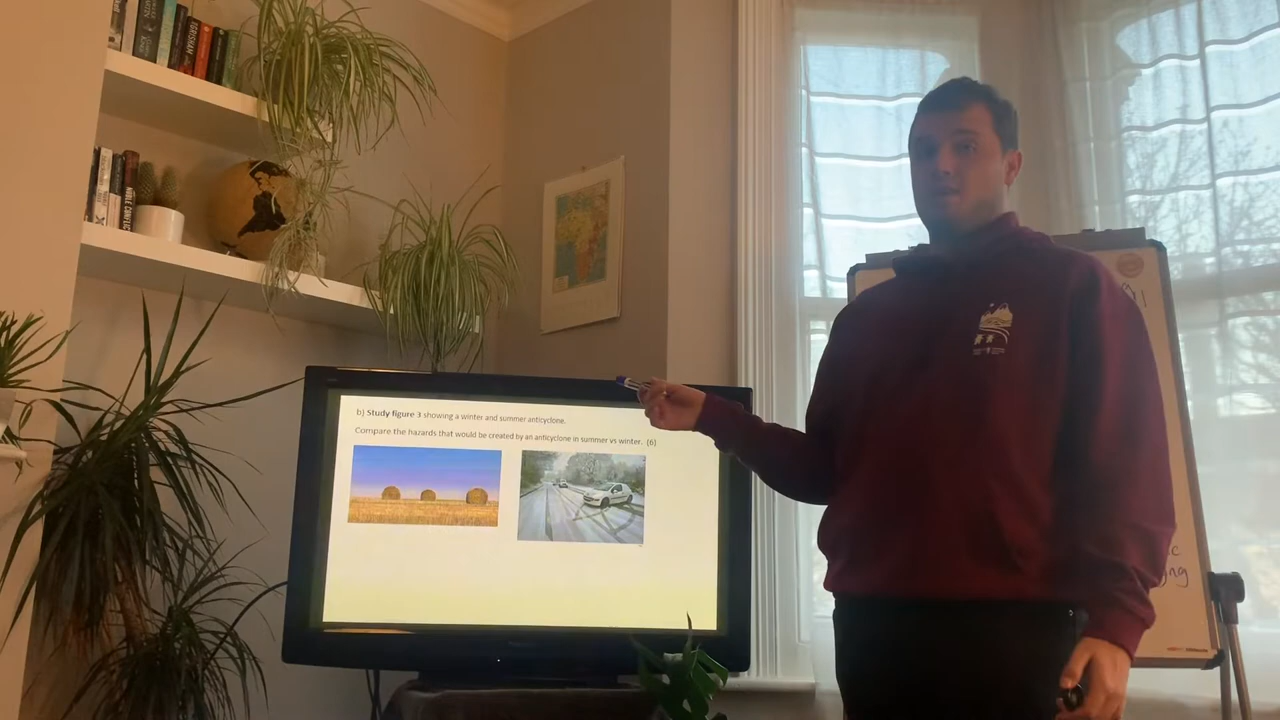 GRISHAM
b) Study figure 3 showing a winter and summer anticyclone.
Compare the hazards that would be created by an anticyclone in summer vs winter. (6)